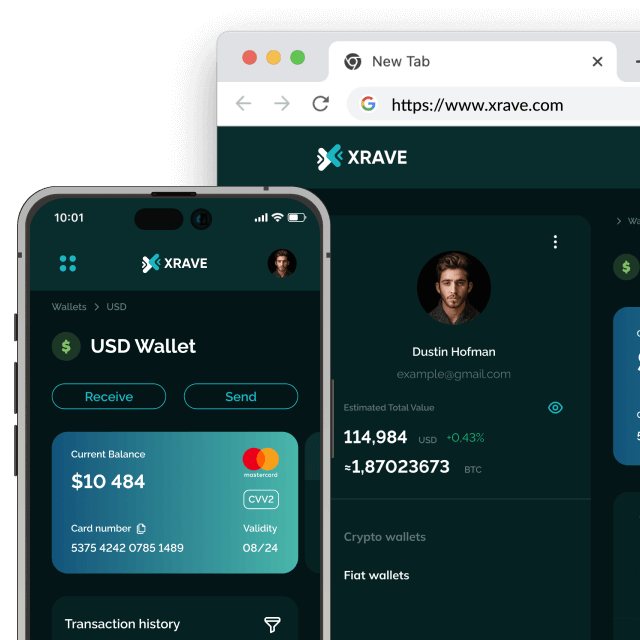 New Tab
https://www.xrave.com
XRAVE
Dustin Hofman
example@gmail.com
Estimated Total Value
114,984 USD +0,43%
≈1,87023673 BTC
Crypto wallets
Fiat wallets
10:01
XRAVE
Wallets > USD
$ USD Wallet
Receive Send
Current Balance
$10 484
mastercard
CVV2
Card number Validity
5375 4242 0785 1489 08/24
Transaction history
$